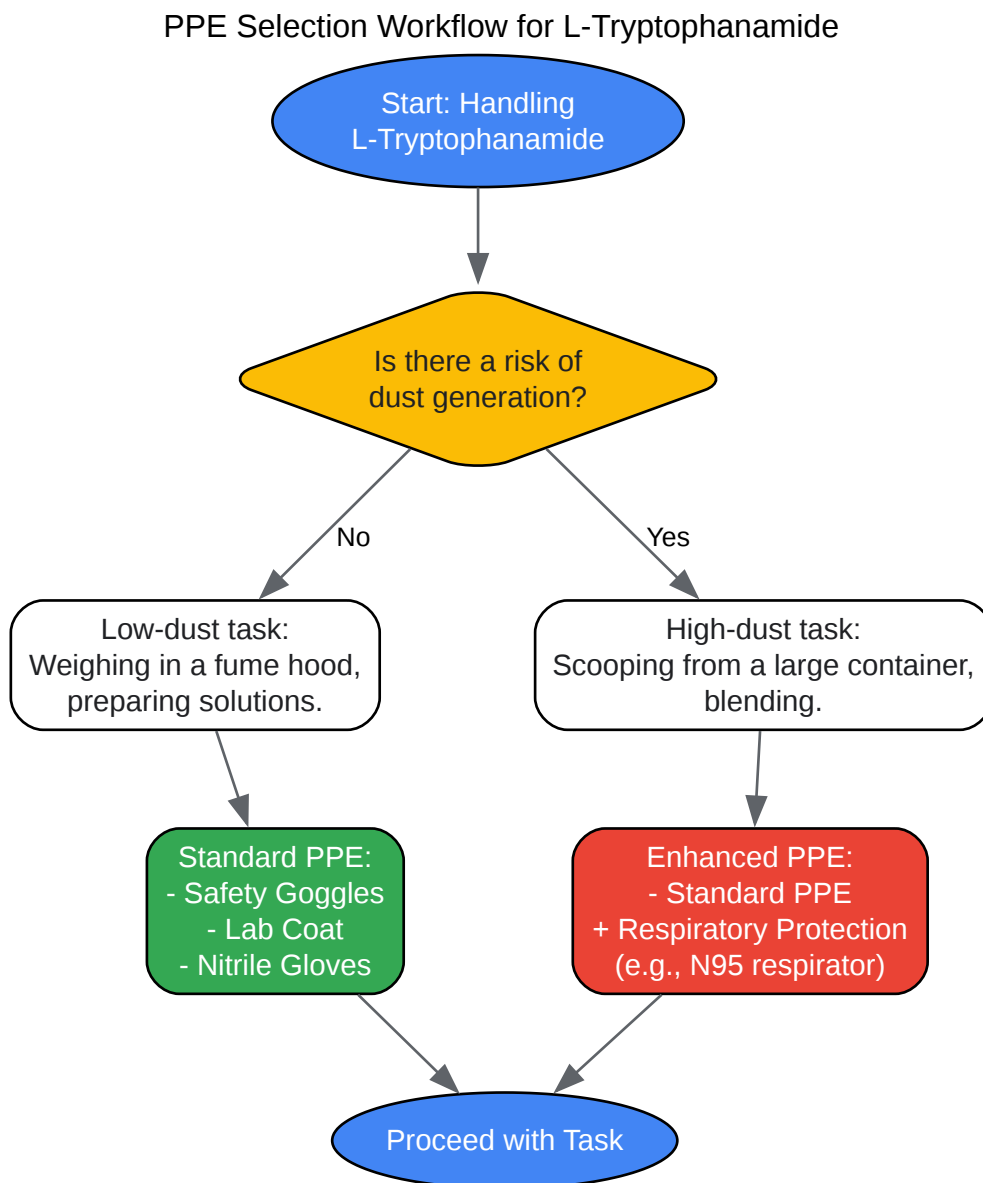 PPE Selection Workflow for L-Tryptophanamide
Start: Handling
L-Tryptophanamide
Is there a risk of
dust generation?
No
Yes
Low-dust task:
Weighing in a fume hood,
preparing solutions.
High-dust task:
Scooping from a large container,
blending.
Standard PPE:
- Safety Goggles
- Lab Coat
- Nitrile Gloves
Enhanced PPE:
- Standard PPE
+ Respiratory Protection
(e.g., N95 respirator)
Proceed with Task